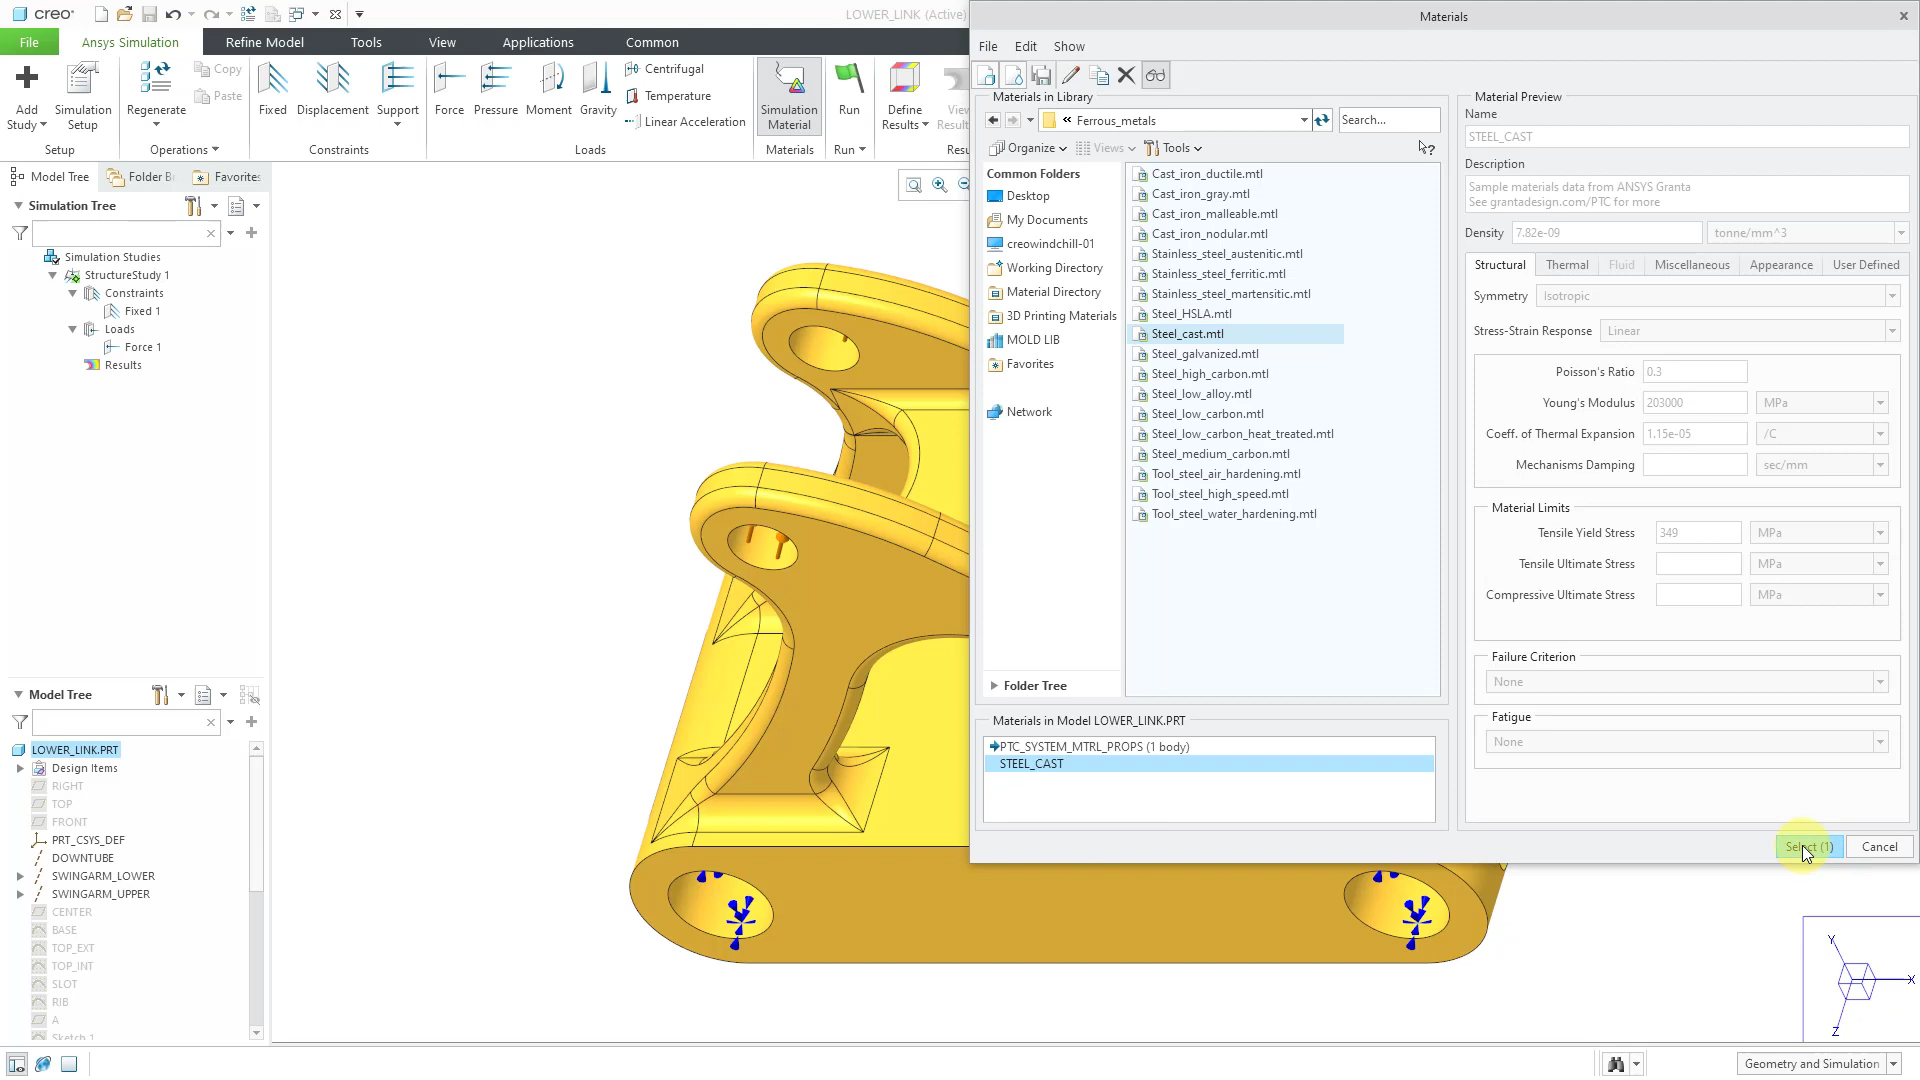 creo
LOWER_LINK (Active)
Materials
File
Ansys Simulation
Refine Model
Tools
View
Applications
Common
File Edit Show
Add
Study
Simulation
Setup
Setup
Regenerate
Copy
Paste
Operations
Fixed
Displacement
Support
Constraints
Force
Pressure
Moment
Gravity
Centrifugal
Temperature
Linear Acceleration
Loads
Simulation
Material
Materials
Run
Run
Define
Results
Model Tree
Folder B
Favorites
Simulation Tree
Simulation Studies
StructureStudy 1
Constraints
Fixed 1
Loads
Force 1
Results
Model Tree
LOWER_LINK.PRT
Design Items
RIGHT
TOP
FRONT
PRT_CSYS_DEF
DOWNTUBE
SWINGARM_LOWER
SWINGARM_UPPER
CENTER
BASE
TOP_EXT
TOP_INT
SLOT
RIB
A
Sketch 1
Materials in Library
Ferrous_metals
Search...
Organize
Views
Tools
Common Folders
Desktop
My Documents
creowindchill-01
Working Directory
Material Directory
3D Printing Materials
MOLD LIB
Favorites
Network
Folder Tree
Cast_iron_ductile.mtl
Cast_iron_gray.mtl
Cast_iron_malleable.mtl
Cast_iron_nodular.mtl
Stainless_steel_austenitic.mtl
Stainless_steel_ferritic.mtl
Stainless_steel_martensitic.mtl
Steel_HSLA.mtl
Steel_cast.mtl
Steel_galvanized.mtl
Steel_high_carbon.mtl
Steel_low_alloy.mtl
Steel_low_carbon.mtl
Steel_low_carbon_heat_treated.mtl
Steel_medium_carbon.mtl
Tool_steel_air_hardening.mtl
Tool_steel_high_speed.mtl
Tool_steel_water_hardening.mtl
Materials in Model LOWER_LINK.PRT
PTC_SYSTEM_MTRL_PROPS (1 body)
STEEL_CAST
Material Preview
Name
STEEL_CAST
Description
Sample materials data from ANSYS Granta
See grantadesign.com/PTC for more
Density 7.82e-09 tonne/mm^3
Structural Thermal Fluid Miscellaneous Appearance User Defined
Symmetry Isotropic
Stress-Strain Response Linear
Poisson's Ratio 0.3
Young's Modulus 203000 MPa
Coeff. of Thermal Expansion 1.15e-05 /C
Mechanisms Damping sec/mm
Material Limits
Tensile Yield Stress 349 MPa
Tensile Ultimate Stress MPa
Compressive Ultimate Stress MPa
Failure Criterion
None
Fatigue
None
Select (1)
Cancel
Y
X
Z
Geometry and Simulation